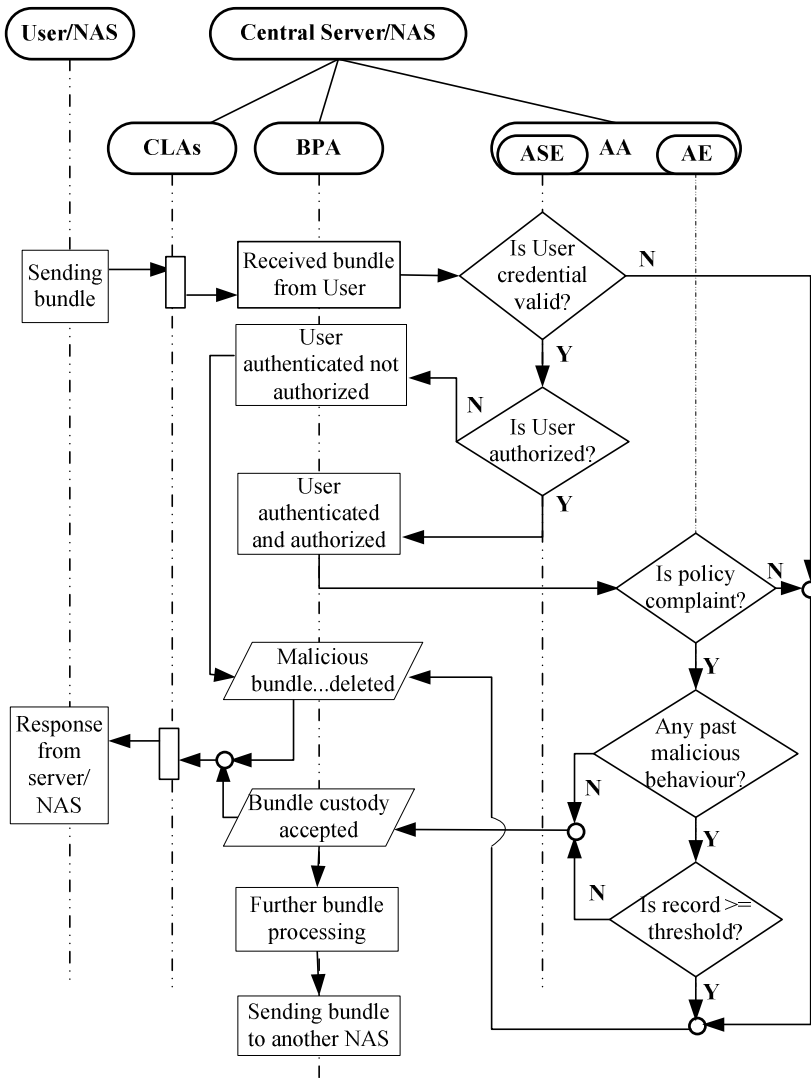 User/NAS
Central Server/NAS
CLAs
BPA
ASE
AA
AE
Sending
bundle
Received bundle
from User
Is User
credential
valid?
N
Y
User
authenticated not
authorized
N
Is User
authorized?
Y
User
authenticated
and authorized
Is policy
complaint?
N
Y
Malicious
bundle...deleted
Response
from
server/
NAS
Any past
malicious
behaviour?
N
Y
Bundle custody
accepted
Further bundle
processing
N
Is record >=
threshold?
Y
Sending bundle
to another NAS